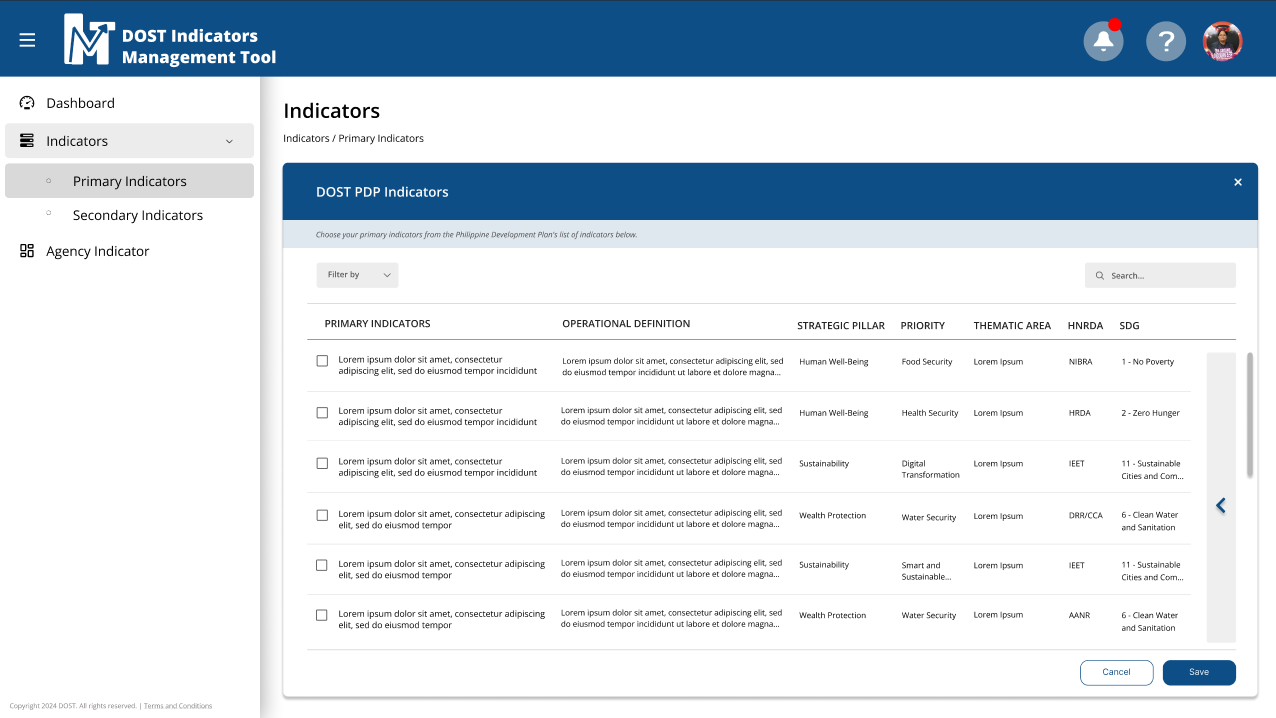 DOST Indicators
Management Tool
?
Dashboard
Indicators
Primary Indicators
Secondary Indicators
Agency Indicator
Copyright 2024 DOST. All rights reserved. | Terms and Conditions
Indicators
Indicators / Primary Indicators
DOST PDP Indicators
Choose your primary indicators from the Philippine Development Plan's list of indicators below.
Filter by
Search...
PRIMARY INDICATORS OPERATIONAL DEFINITION STRATEGIC PILLAR PRIORITY THEMATIC AREA HNRDA SDG
Lorem ipsum dolor sit amet, consectetur
adipiscing elit, sed do eiusmod tempor incididunt
Lorem ipsum dolor sit amet, consectetur adipiscing elit, sed
do eiusmod tempor incididunt ut labore et dolore magna...
Human Well-Being
Food Security
Lorem Ipsum
NIBRA
1 - No Poverty
Lorem ipsum dolor sit amet, consectetur
adipiscing elit, sed do eiusmod tempor incididunt
Lorem ipsum dolor sit amet, consectetur adipiscing elit, sed
do eiusmod tempor incididunt ut labore et dolore magna...
Human Well-Being
Health Security
Lorem Ipsum
HRDA
2 - Zero Hunger
Lorem ipsum dolor sit amet, consectetur
adipiscing elit, sed do eiusmod tempor incididunt
Lorem ipsum dolor sit amet, consectetur adipiscing elit, sed
do eiusmod tempor incididunt ut labore et dolore magna...
Sustainability
Digital
Transformation
Lorem Ipsum
IEET
11 - Sustainable
Cities and Com...
Lorem ipsum dolor sit amet, consectetur adipiscing
elit, sed do eiusmod tempor
Lorem ipsum dolor sit amet, consectetur adipiscing elit, sed
do eiusmod tempor incididunt ut labore et dolore magna...
Wealth Protection
Water Security
Lorem Ipsum
DRR/CCA
6 - Clean Water
and Sanitation
Lorem ipsum dolor sit amet, consectetur adipiscing
elit, sed do eiusmod tempor
Lorem ipsum dolor sit amet, consectetur adipiscing elit, sed
do eiusmod tempor incididunt ut labore et dolore magna...
Sustainability
Smart and
Sustainable...
Lorem Ipsum
IEET
11 - Sustainable
Cities and Com...
Lorem ipsum dolor sit amet, consectetur adipiscing
elit, sed do eiusmod tempor
Lorem ipsum dolor sit amet, consectetur adipiscing elit, sed
do eiusmod tempor incididunt ut labore et dolore magna...
Wealth Protection
Water Security
Lorem Ipsum
AANR
6 - Clean Water
and Sanitation
Cancel
Save